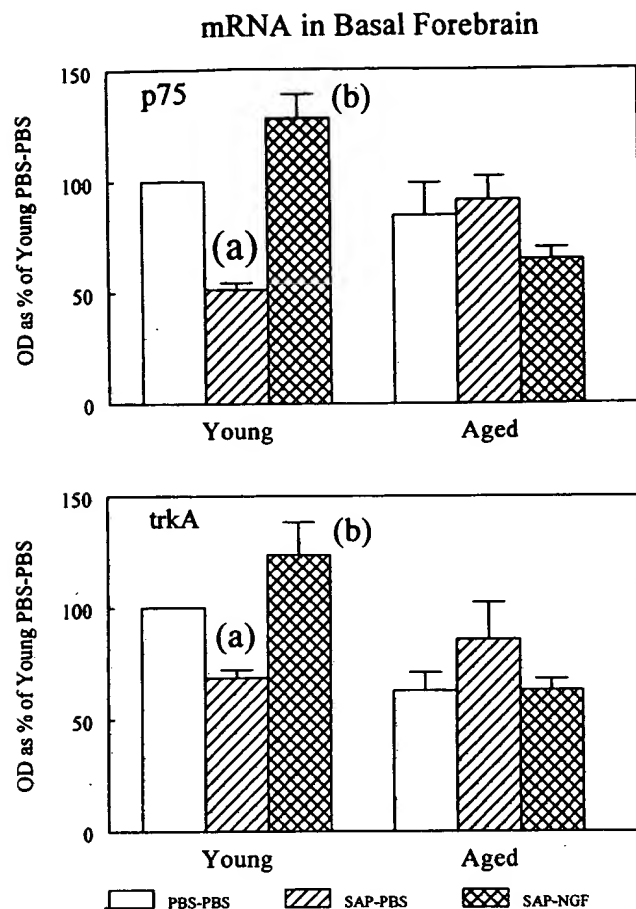 mRNA in Basal Forebrain
p75
(a)
(b)
OD as % of Young PBS-PBS
150
100
50
0
Young
Aged
trkA
(a)
(b)
OD as % of Young PBS-PBS
150
100
50
0
Young
Aged
PBS-PBS
SAP-PBS
SAP-NGF